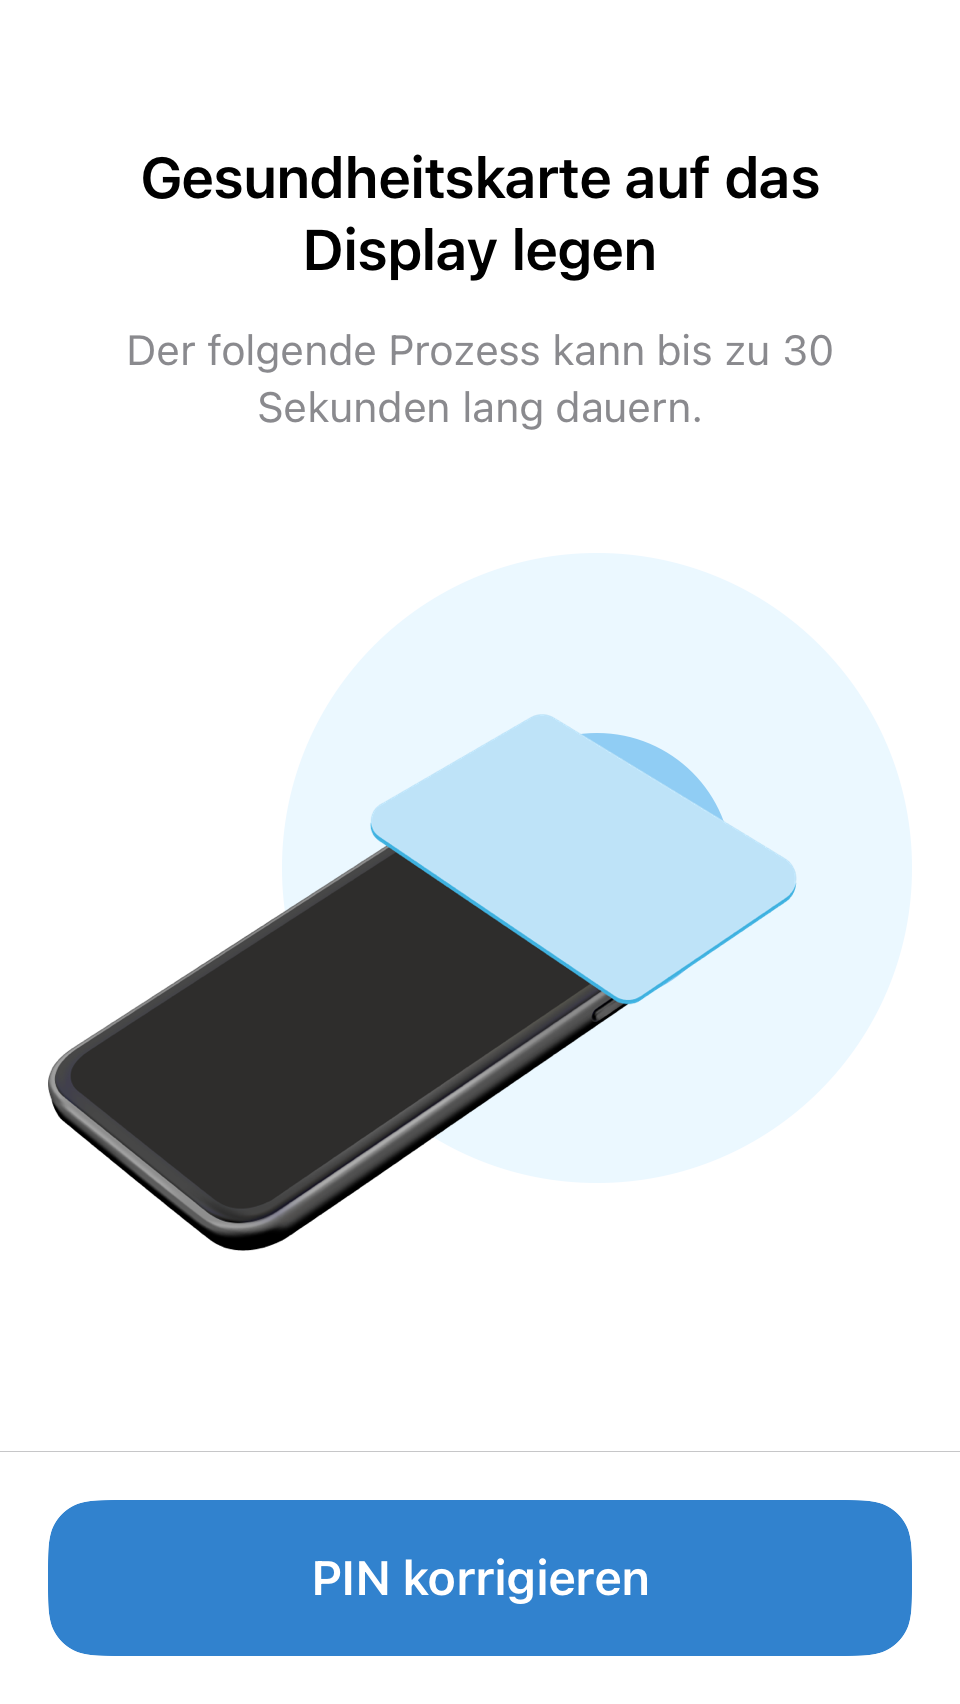 Gesundheitskarte auf das
Display legen
Der folgende Prozess kann bis zu 30
Sekunden lang dauern.
PIN korrigieren